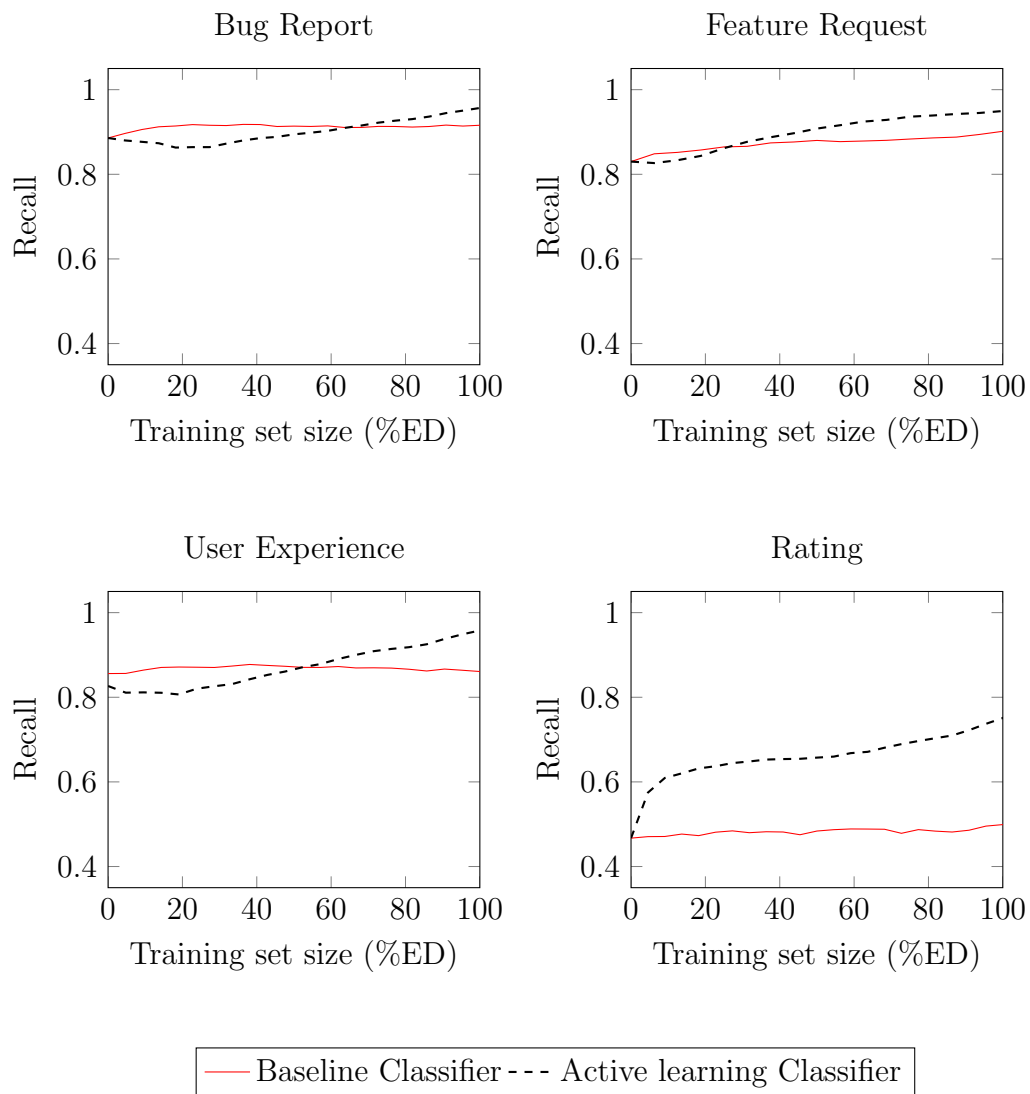 Bug Report
Feature Request
1
0.8
0.6
0.4
Recall
0 20 40 60 80 100
Training set size (%ED)
1
0.8
0.6
0.4
Recall
0 20 40 60 80 100
Training set size (%ED)
User Experience
Rating
1
0.8
0.6
0.4
Recall
0 20 40 60 80 100
Training set size (%ED)
1
0.8
0.6
0.4
Recall
0 20 40 60 80 100
Training set size (%ED)
Baseline Classifier Active learning Classifier